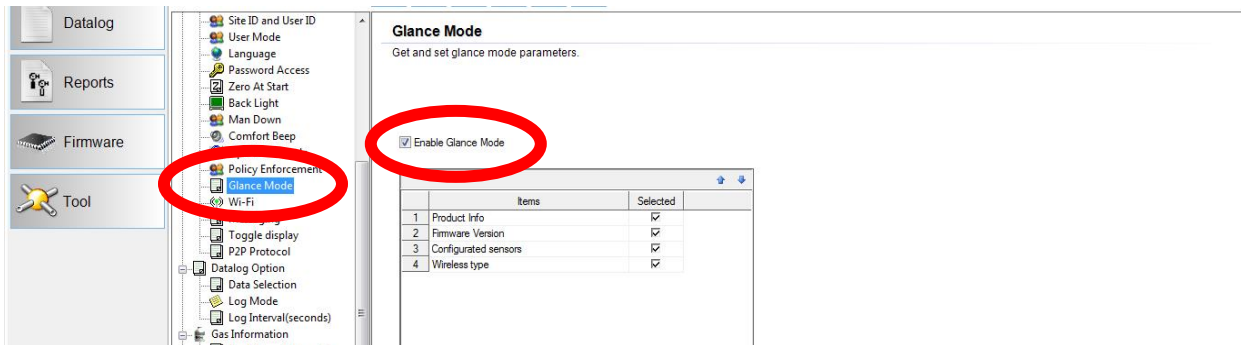 Datalog
Reports
Firmware
Tool
Site ID and User ID
User Mode
Language
Password Access
Zero At Start
Back Light
Man Down
Comfort Beep
Policy Enforcement
Glance Mode
Wi-Fi
Toggle display
P2P Protocol
Datalog Option
Data Selection
Log Mode
Log Interval(seconds)
Gas Information
Glance Mode
Get and set glance mode parameters.
Enable Glance Mode
Items Selected
1 Product Info
2 Firmware Version
3 Configurated sensors
4 Wireless type